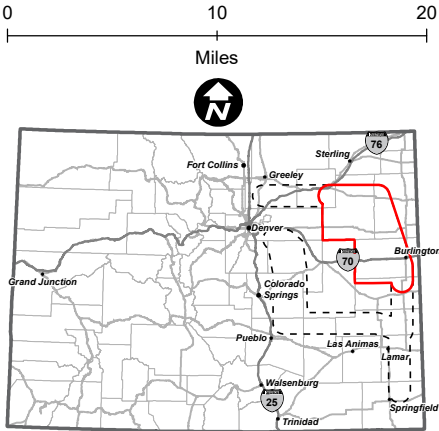 0 10 20
Miles
N
76
Sterling
Fort Collins
Greeley
Denver
Burlington
70
Grand Junction
Colorado
Springs
Pueblo
Las Animas
Lamar
Walsenburg
25
Springfield
Trinidad